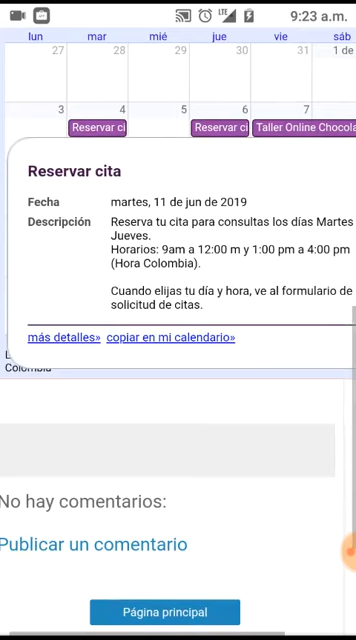 LTE 9:23 a.m.
lun mar mié jue vie sáb
27 28 29 30 31 1 de
3 4 5 6 7
Reservar ci Reservar ci Taller Online Chocola
Reservar cita
Fecha martes, 11 de jun de 2019
Descripción Reserva tu cita para consultas los días Martes
Jueves.
Horarios: 9am a 12:00 m y 1:00 pm a 4:00 pm
(Hora Colombia).
Cuando elijas tu día y hora, ve al formulario de
solicitud de citas.
más detalles» copiar en mi calendario»
Colombia
No hay comentarios:
Publicar un comentario
Página principal